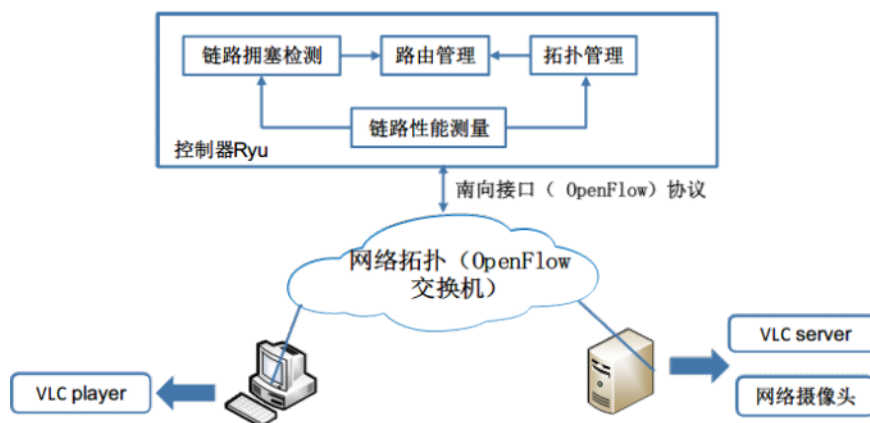 链路拥塞检测
路由管理
拓扑管理
链路性能测量
控制器Ryu
南向接口（ OpenFlow）协议
网络拓扑（OpenFlow
交换机）
VLC server
VLC player
网络摄像头